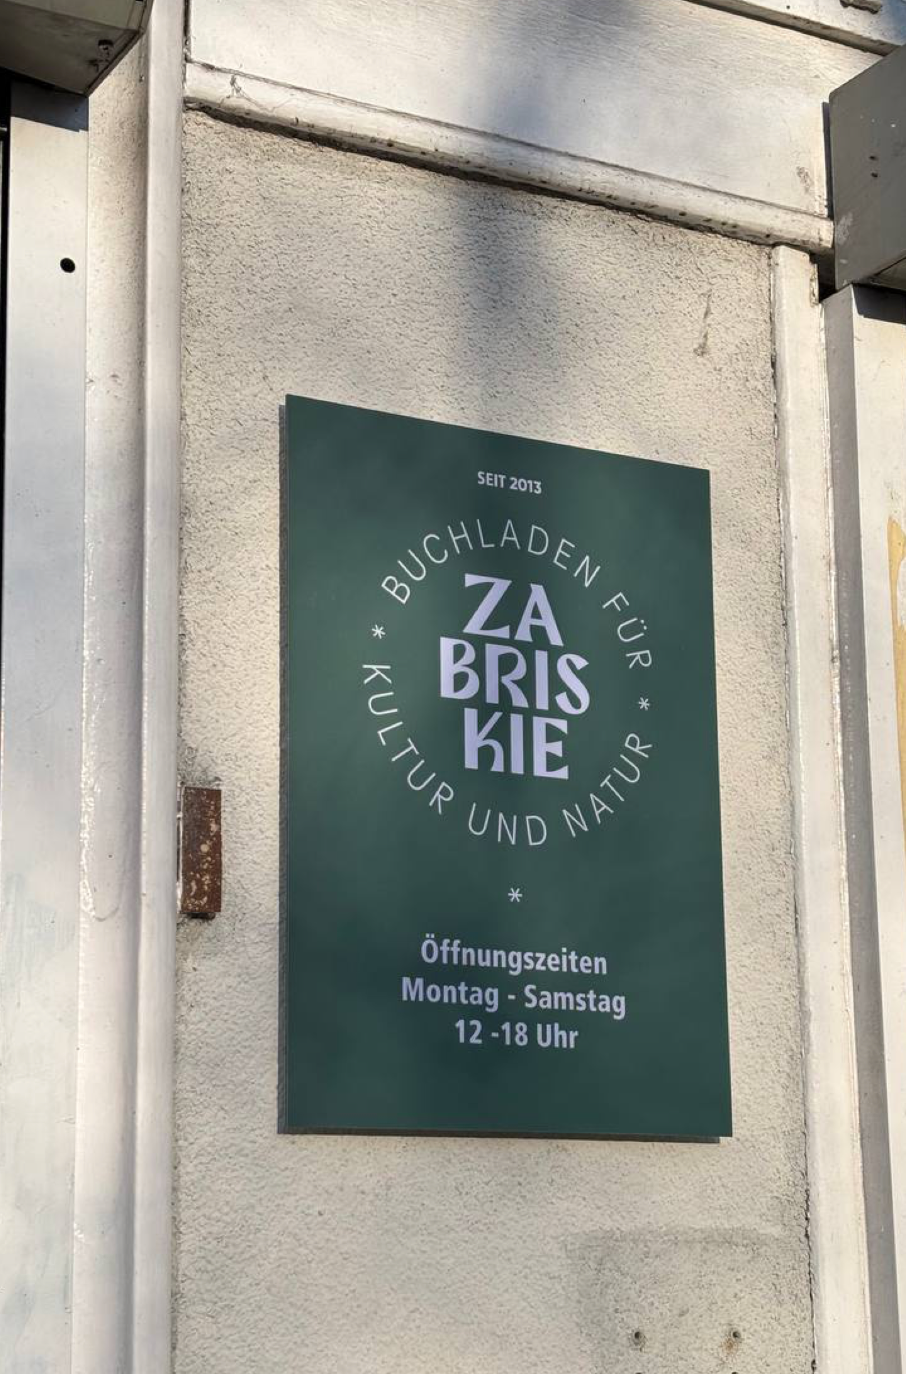 SEIT 2013
* BUCHLADEN FÜR *
ZA
BRIS
KIE
KULTUR UND NATUR
*
Öffnungszeiten
Montag - Samstag
12 -18 Uhr